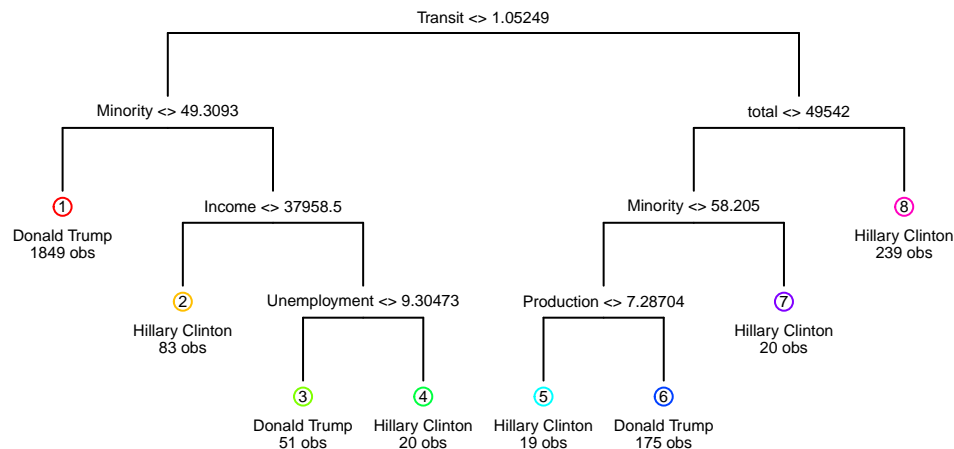 Transit <> 1.05249
Minority <> 49.3093
total <> 49542
1
Donald Trump
1849 obs
Income <> 37958.5
Minority <> 58.205
8
Hillary Clinton
239 obs
2
Hillary Clinton
83 obs
Unemployment <> 9.30473
Production <> 7.28704
7
Hillary Clinton
20 obs
3
Donald Trump
51 obs
4
Hillary Clinton
20 obs
5
Hillary Clinton
19 obs
6
Donald Trump
175 obs